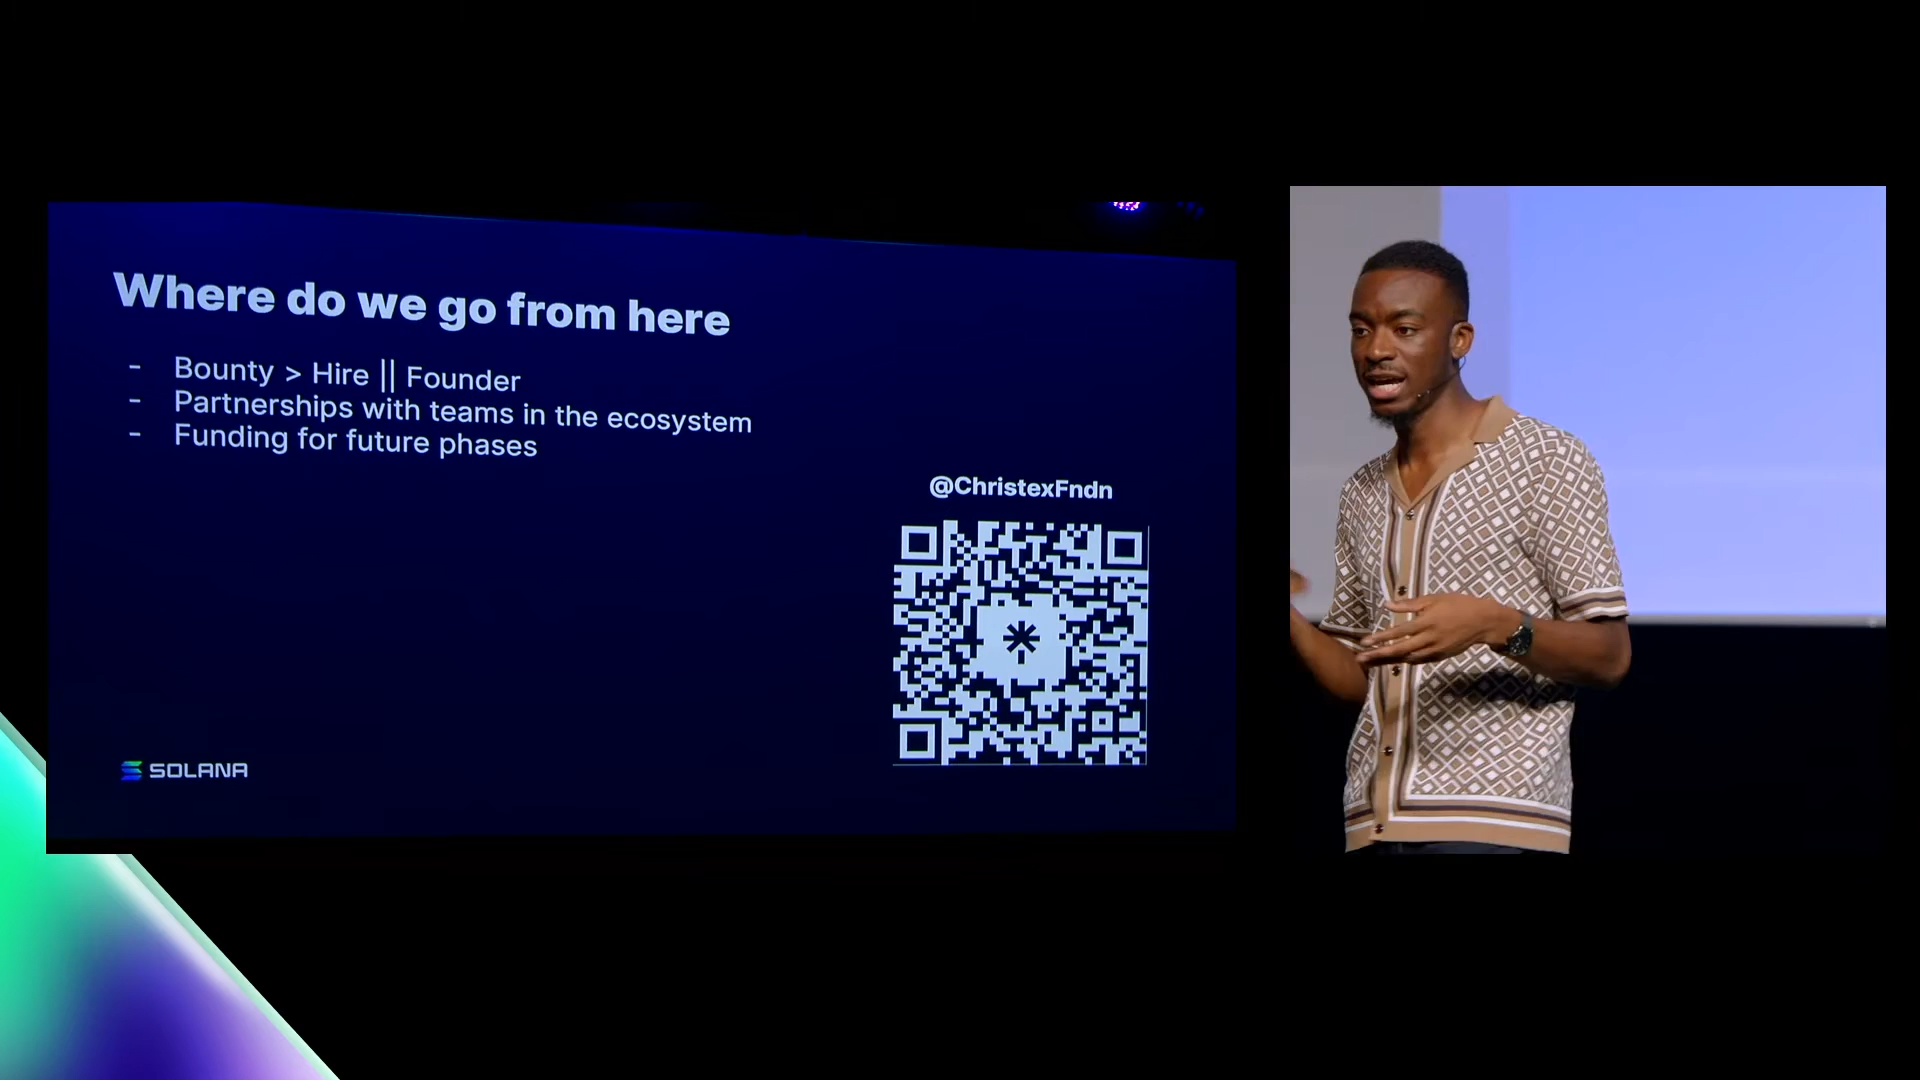 Where do we go from here
- Bounty > Hire || Founder
- Partnerships with teams in the ecosystem
- Funding for future phases
@ChristexFndn
SOLANA